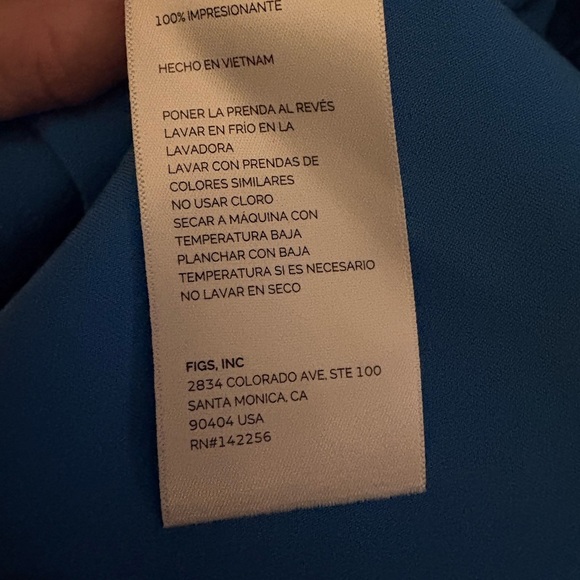 100% IMPRESIONANTE
HECHO EN VIETNAM
PONER LA PRENDA AL REVÉS
LAVAR EN FRÍO EN LA
LAVADORA
LAVAR CON PRENDAS DE
COLORES SIMILARES
NO USAR CLORO
SECAR A MÁQUINA CON
TEMPERATURA BAJA
PLANCHAR CON BAJA
TEMPERATURA SI ES NECESARIO
NO LAVAR EN SECO
FIGS, INC
2834 COLORADO AVE, STE 100
SANTA MONICA, CA
90404 USA
RN#142256